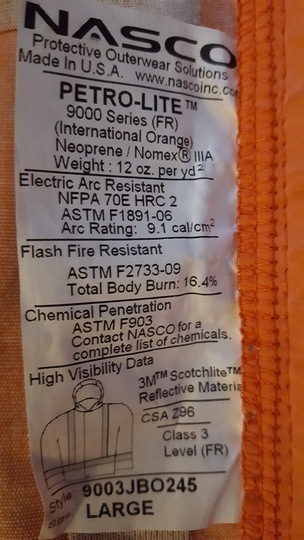 NASCO
Protective Outerwear Solutions
Made In U.S.A. www.nascoinc.com
PETRO-LITE™
9000 Series (FR)
(International Orange)
Neoprene / Nomex® IIIA
Weight : 12 oz. per yd²
Electric Arc Resistant
NFPA 70E HRC 2
ASTM F1891-06
Arc Rating: 9.1 cal/cm²
Flash Fire Resistant
ASTM F2733-09
Total Body Burn: 16.4%
Chemical Penetration
ASTM F903
Contact NASCO for a
complete list of chemicals.
High Visibility Data
3M™ Scotchlite™
Reflective Materia
CSA Z96
Class 3
Level (FR)
Style: 9003JBO245
Size: LARGE